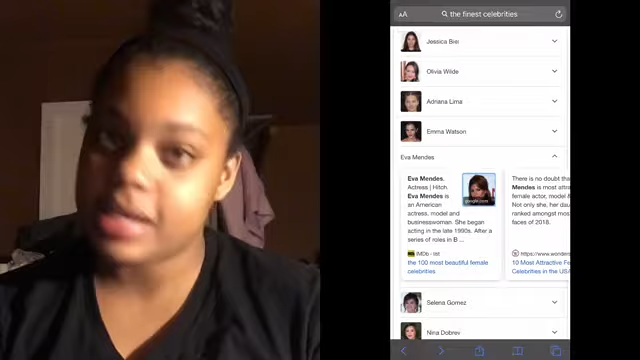 AA
the finest celebrities
Jessica Biel
Olivia Wilde
Adriana Lima
Emma Watson
Eva Mendes
Eva Mendes.
Actress | Hitch.
Eva Mendes is
an American
actress, model and
businesswoman. She began
acting in the late 1990s. After a
series of roles in B ...
google.com
IMDb - list
the 100 most beautiful female
celebrities
There is no doubt tha
Mendes is most attra
female actor, model &
Not only she, her dau
ranked amongst mos
faces of 2018.
https://www.wonders
10 Most Attractive Fe
Celebrities in the USA
Selena Gomez
Nina Dobrev